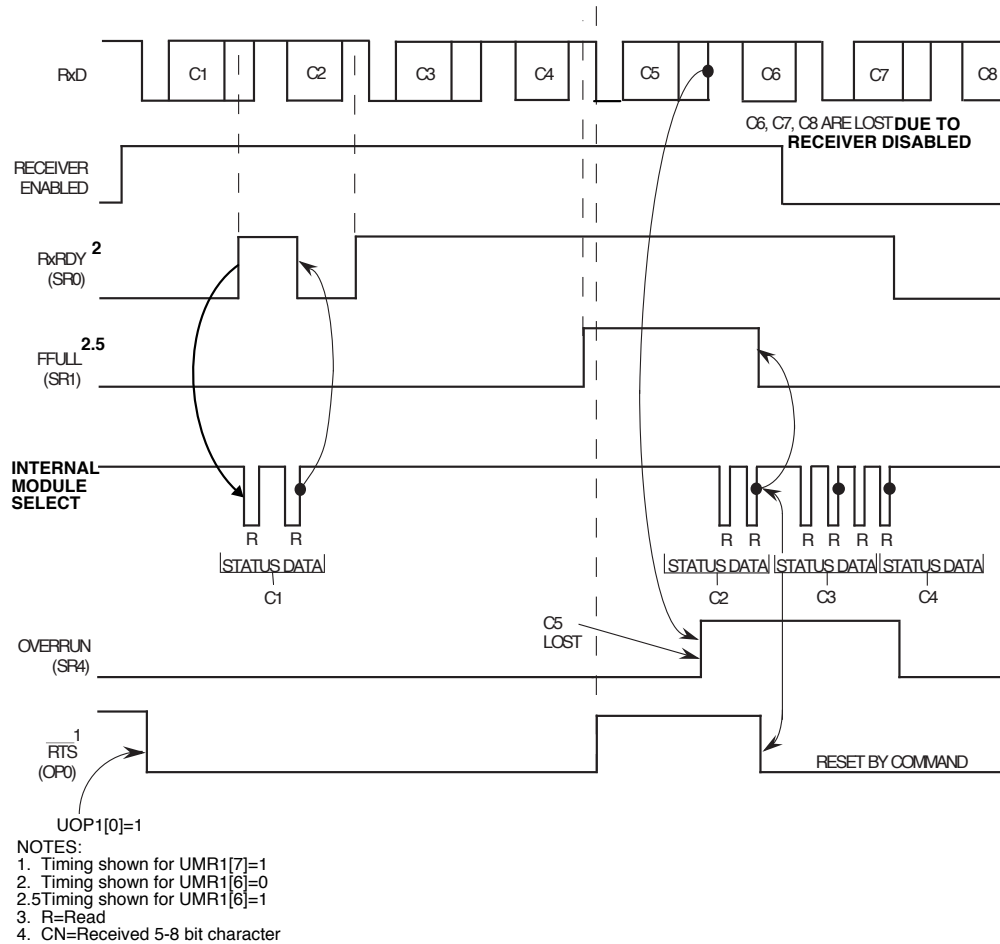 RxD
C1
C2
C3
C4
C5
C6
C7
C8
C6, C7, C8 ARE LOST DUE TO
RECEIVER DISABLED
RECEIVER
ENABLED
RxRDY 2
(SR0)
FFULL 2.5
(SR1)
INTERNAL
MODULE
SELECT
R R R R R R R R
STATUS DATA STATUS DATA STATUS DATA STATUS DATA
C1 C2 C3 C4
C5
LOST
OVERRUN
(SR4)
RTS 1
(OP0)
RESET BY COMMAND
UOP1[0]=1
NOTES:
1. Timing shown for UMR1[7]=1
2. Timing shown for UMR1[6]=0
2.5Timing shown for UMR1[6]=1
3. R=Read
4. CN=Received 5-8 bit character